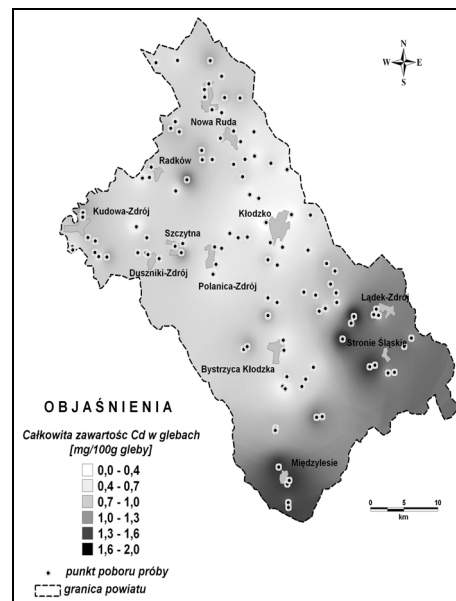 N
W E
S
Nowa Ruda
Radków
Kudowa-Zdrój
Szczytna
Kłodzko
Duszniki-Zdrój
Polanica-Zdrój
Lądek-Zdrój
Stronie Śląskie
Bystrzyca Kłodzka
Międzylesie
OBJAŚNIENIA
Całkowita zawartośc Cd w glebach
[mg/100g gleby]
0,0 - 0,4
0,4 - 0,7
0,7 - 1,0
1,0 - 1,3
1,3 - 1,6
1,6 - 2,0
punkt poboru próby
granica powiatu
0 5 10
km